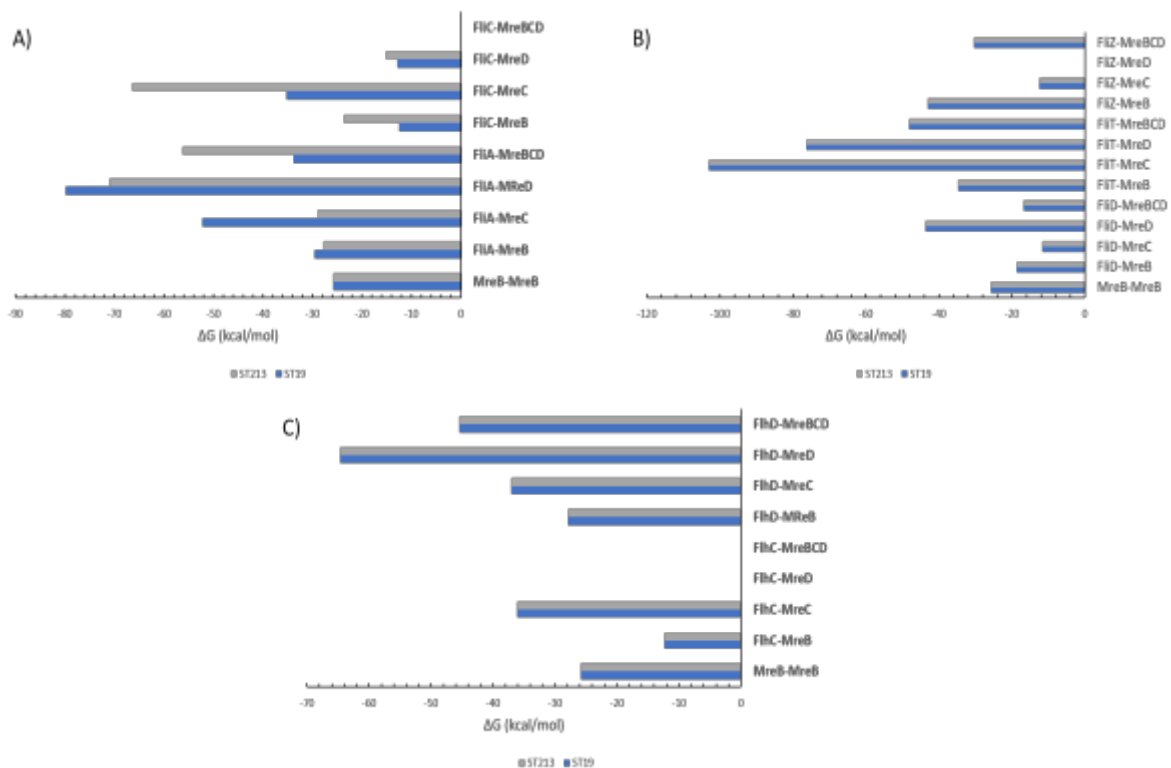 A)
FliC-MreBCD
FliC-MreD
FliC-MreC
FliC-MreB
FliA-MreBCD
FliA-MReD
FliA-MreC
FliA-MreB
MreB-MreB
-90 -80 -70 -60 -50 -40 -30 -20 -10 0
ΔG (kcal/mol)
ST213 ST19
B)
FliZ-MreBCD
FliZ-MreD
FliZ-MreC
FliZ-MreB
FliT-MreBCD
FliT-MreD
FliT-MreC
FliT-MreB
FliD-MreBCD
FliD-MreD
FliD-MreC
FliD-MreB
MreB-MreB
-120 -100 -80 -60 -40 -20 0
ΔG (kcal/mol)
ST213 ST19
C)
FlhD-MreBCD
FlhD-MreD
FlhD-MreC
FlhD-MReB
FlhC-MreBCD
FlhC-MreD
FlhC-MreC
FlhC-MreB
MreB-MreB
-70 -60 -50 -40 -30 -20 -10 0
ΔG (kcal/mol)
ST213 ST19